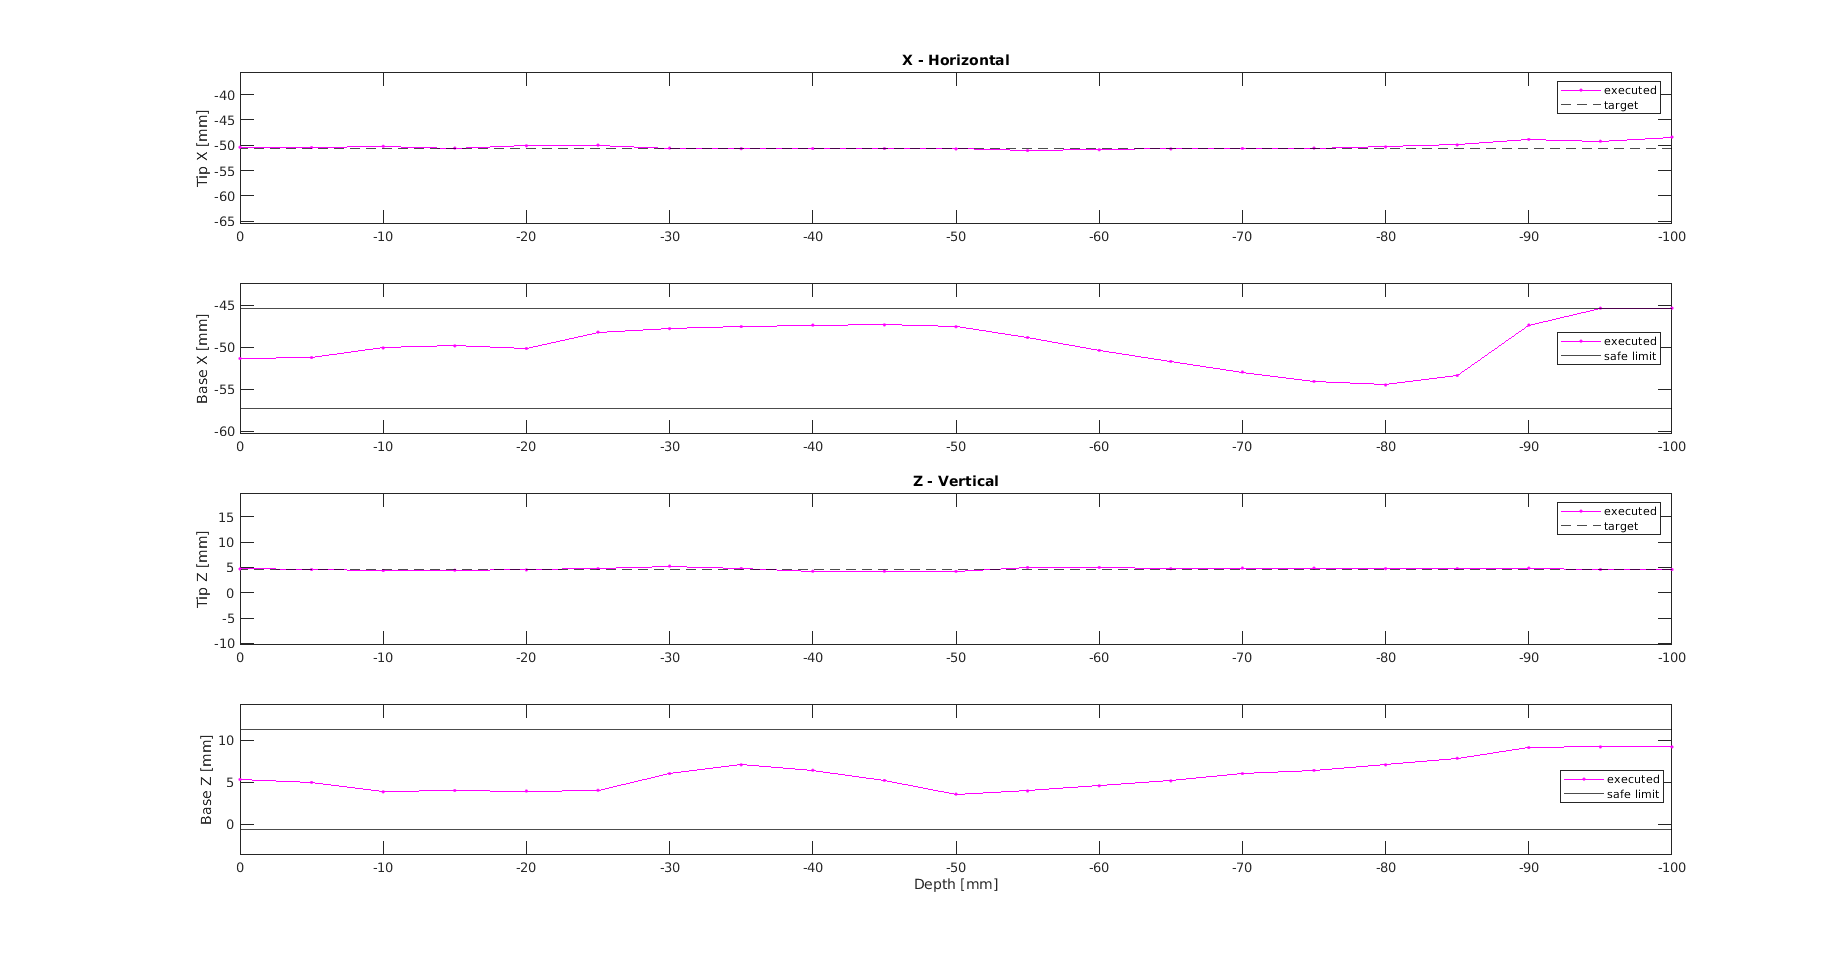 X - Horizontal
Tip X [mm]
-40
-45
-50
-55
-60
-65
executed
target
0 -10 -20 -30 -40 -50 -60 -70 -80 -90 -100
Base X [mm]
-45
-50
-55
-60
executed
safe limit
0 -10 -20 -30 -40 -50 -60 -70 -80 -90 -100
Z - Vertical
Tip Z [mm]
15
10
5
0
-5
-10
executed
target
0 -10 -20 -30 -40 -50 -60 -70 -80 -90 -100
Base Z [mm]
10
5
0
executed
safe limit
0 -10 -20 -30 -40 -50 -60 -70 -80 -90 -100
Depth [mm]